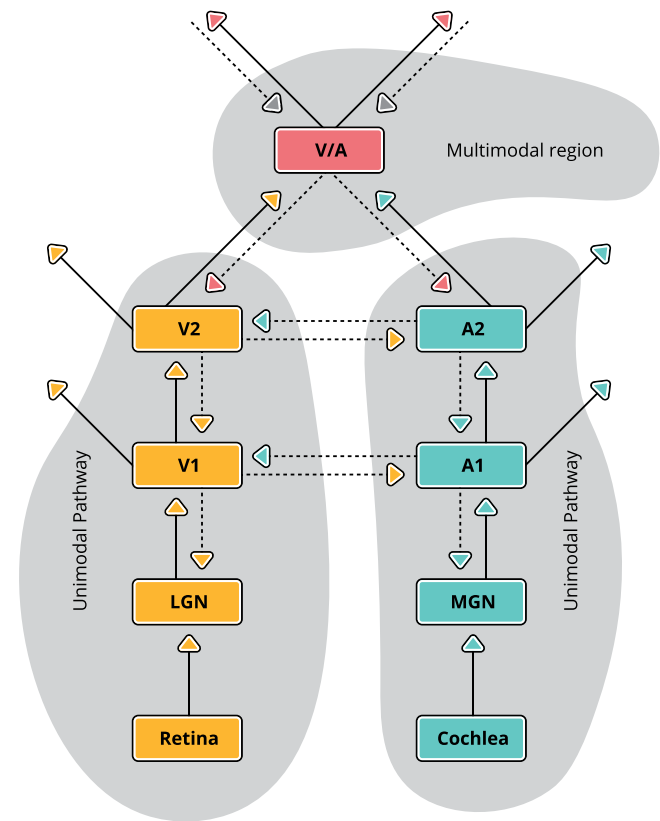 V/A
Multimodal region
V2
A2
V1
A1
Unimodal Pathway
Unimodal Pathway
LGN
MGN
Retina
Cochlea